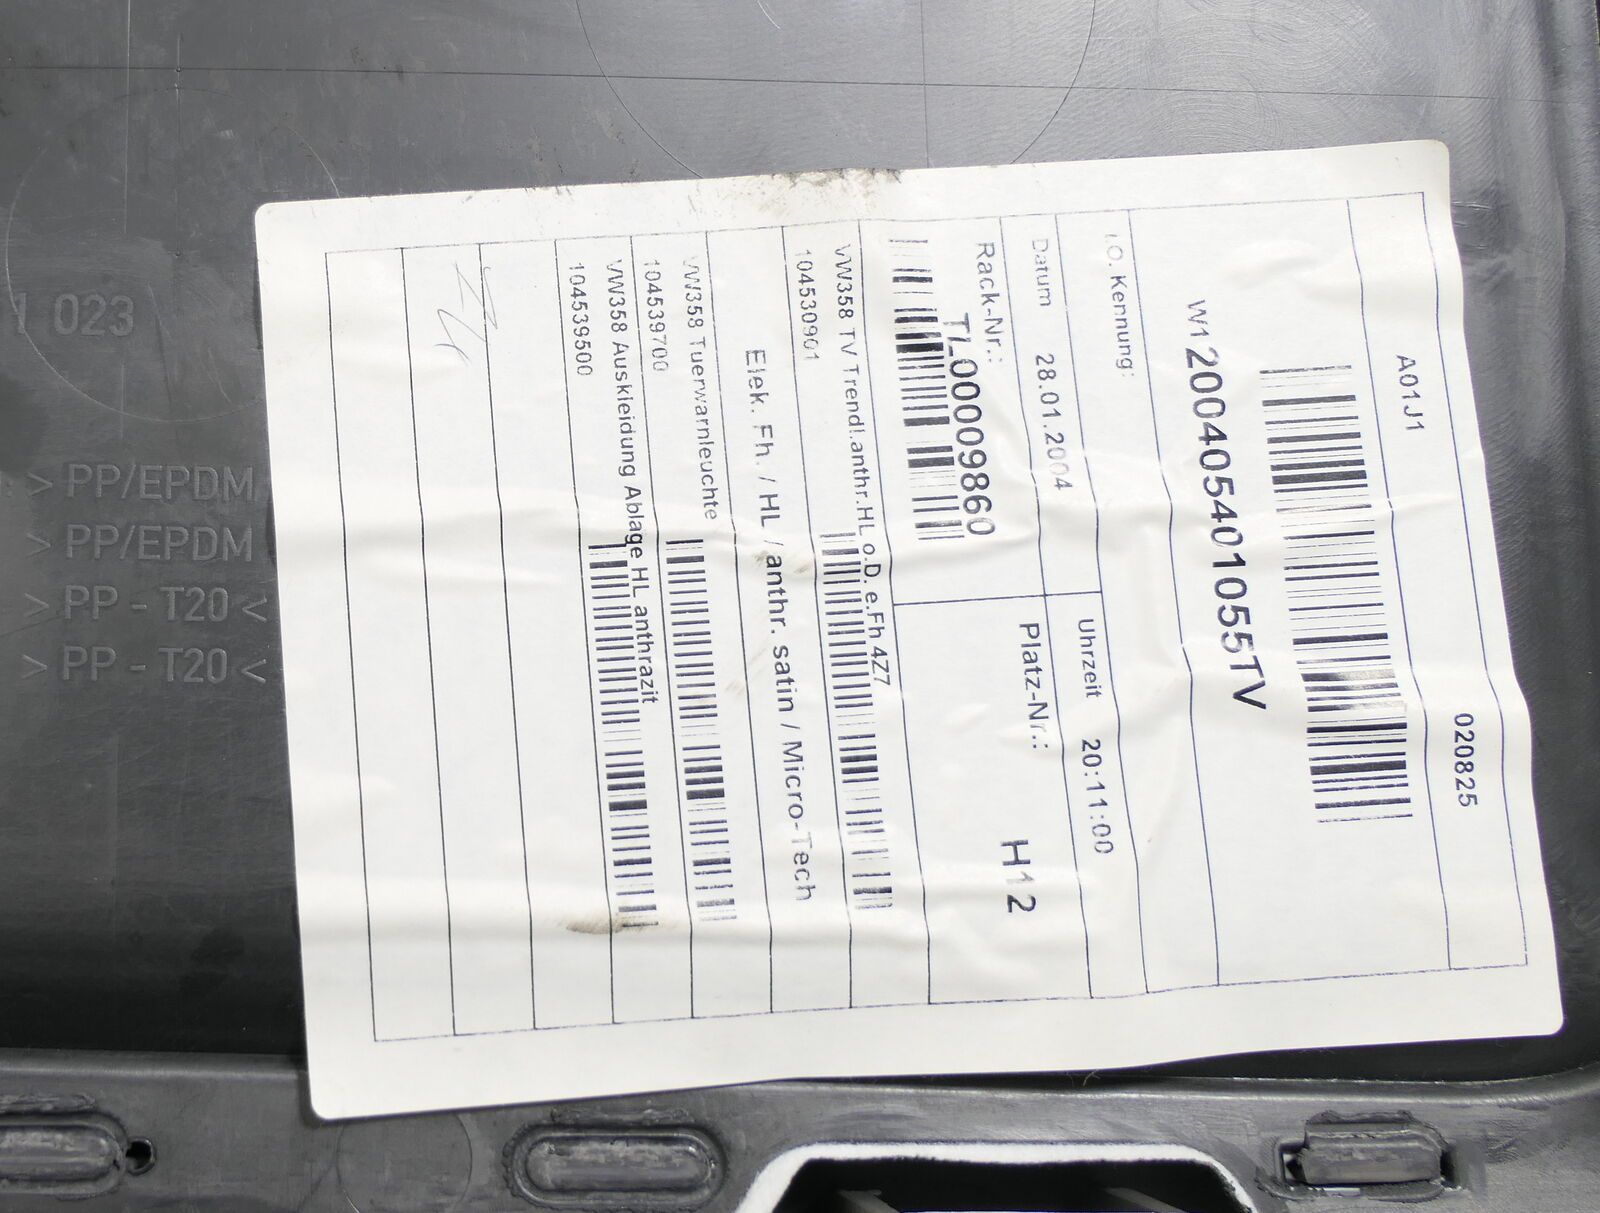 A01J1 020825
W1200405401055TV
I.O. Kennung:
Datum 28.01.2004 Uhrzeit 20:11:00
Rack-Nr.: Platz-Nr.:
TL00009860 H12
VW358 TV Trendl.anthr.HL o.D. e.Fh 4Z7
104530901
Elek. Fh. / HL / anthr. satin / Micro-Tech
VW358 Tuerwarnleuchte
104539700
VW358 Auskleidung Ablage HL anthrazit
104539500
023
> PP/EPDM
> PP/EPDM
> PP - T20 <
> PP - T20 <